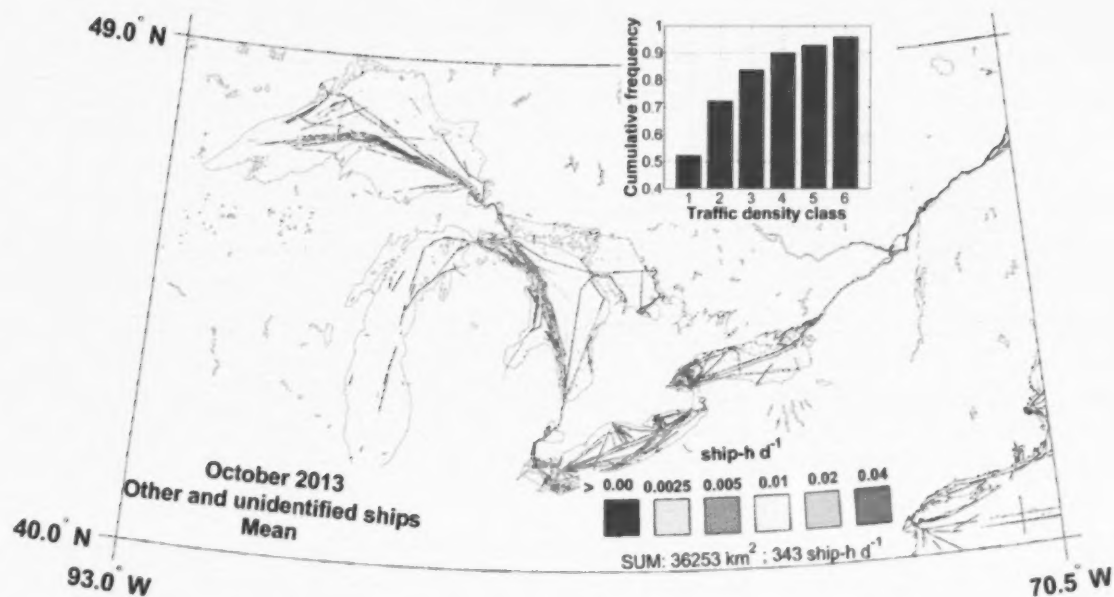 49.0° N
Cumulative frequency
1
0.9
0.8
0.7
0.6
0.5
0.4
1 2 3 4 5 6
Traffic density class
ship-h d⁻¹
> 0.00 0.0025 0.005 0.01 0.02 0.04
SUM: 36253 km² ; 343 ship-h d⁻¹
October 2013
Other and unidentified ships
Mean
40.0° N
93.0° W
70.5° W